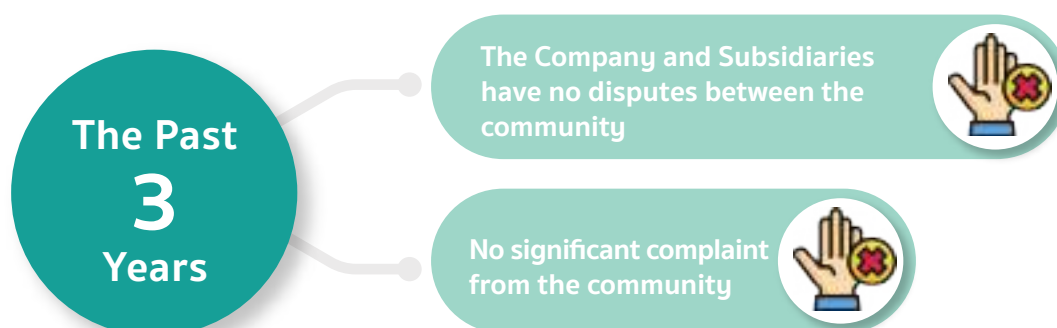 The Past
3
Years
The Company and Subsidiaries
have no disputes between the
community
No significant complaint
from the community